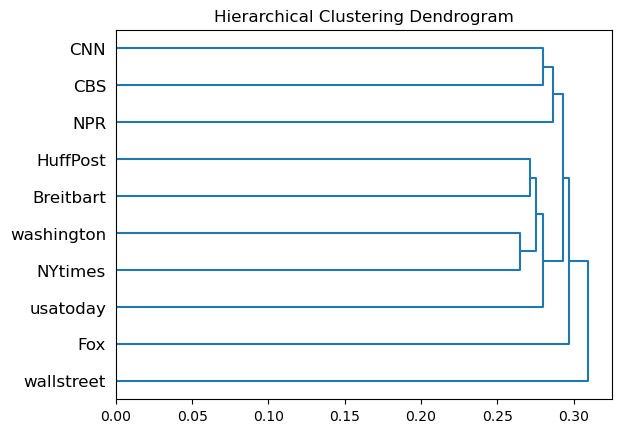 Hierarchical Clustering Dendrogram
CNN
CBS
NPR
HuffPost
Breitbart
washington
NYtimes
usatoday
Fox
wallstreet
0.00 0.05 0.10 0.15 0.20 0.25 0.30